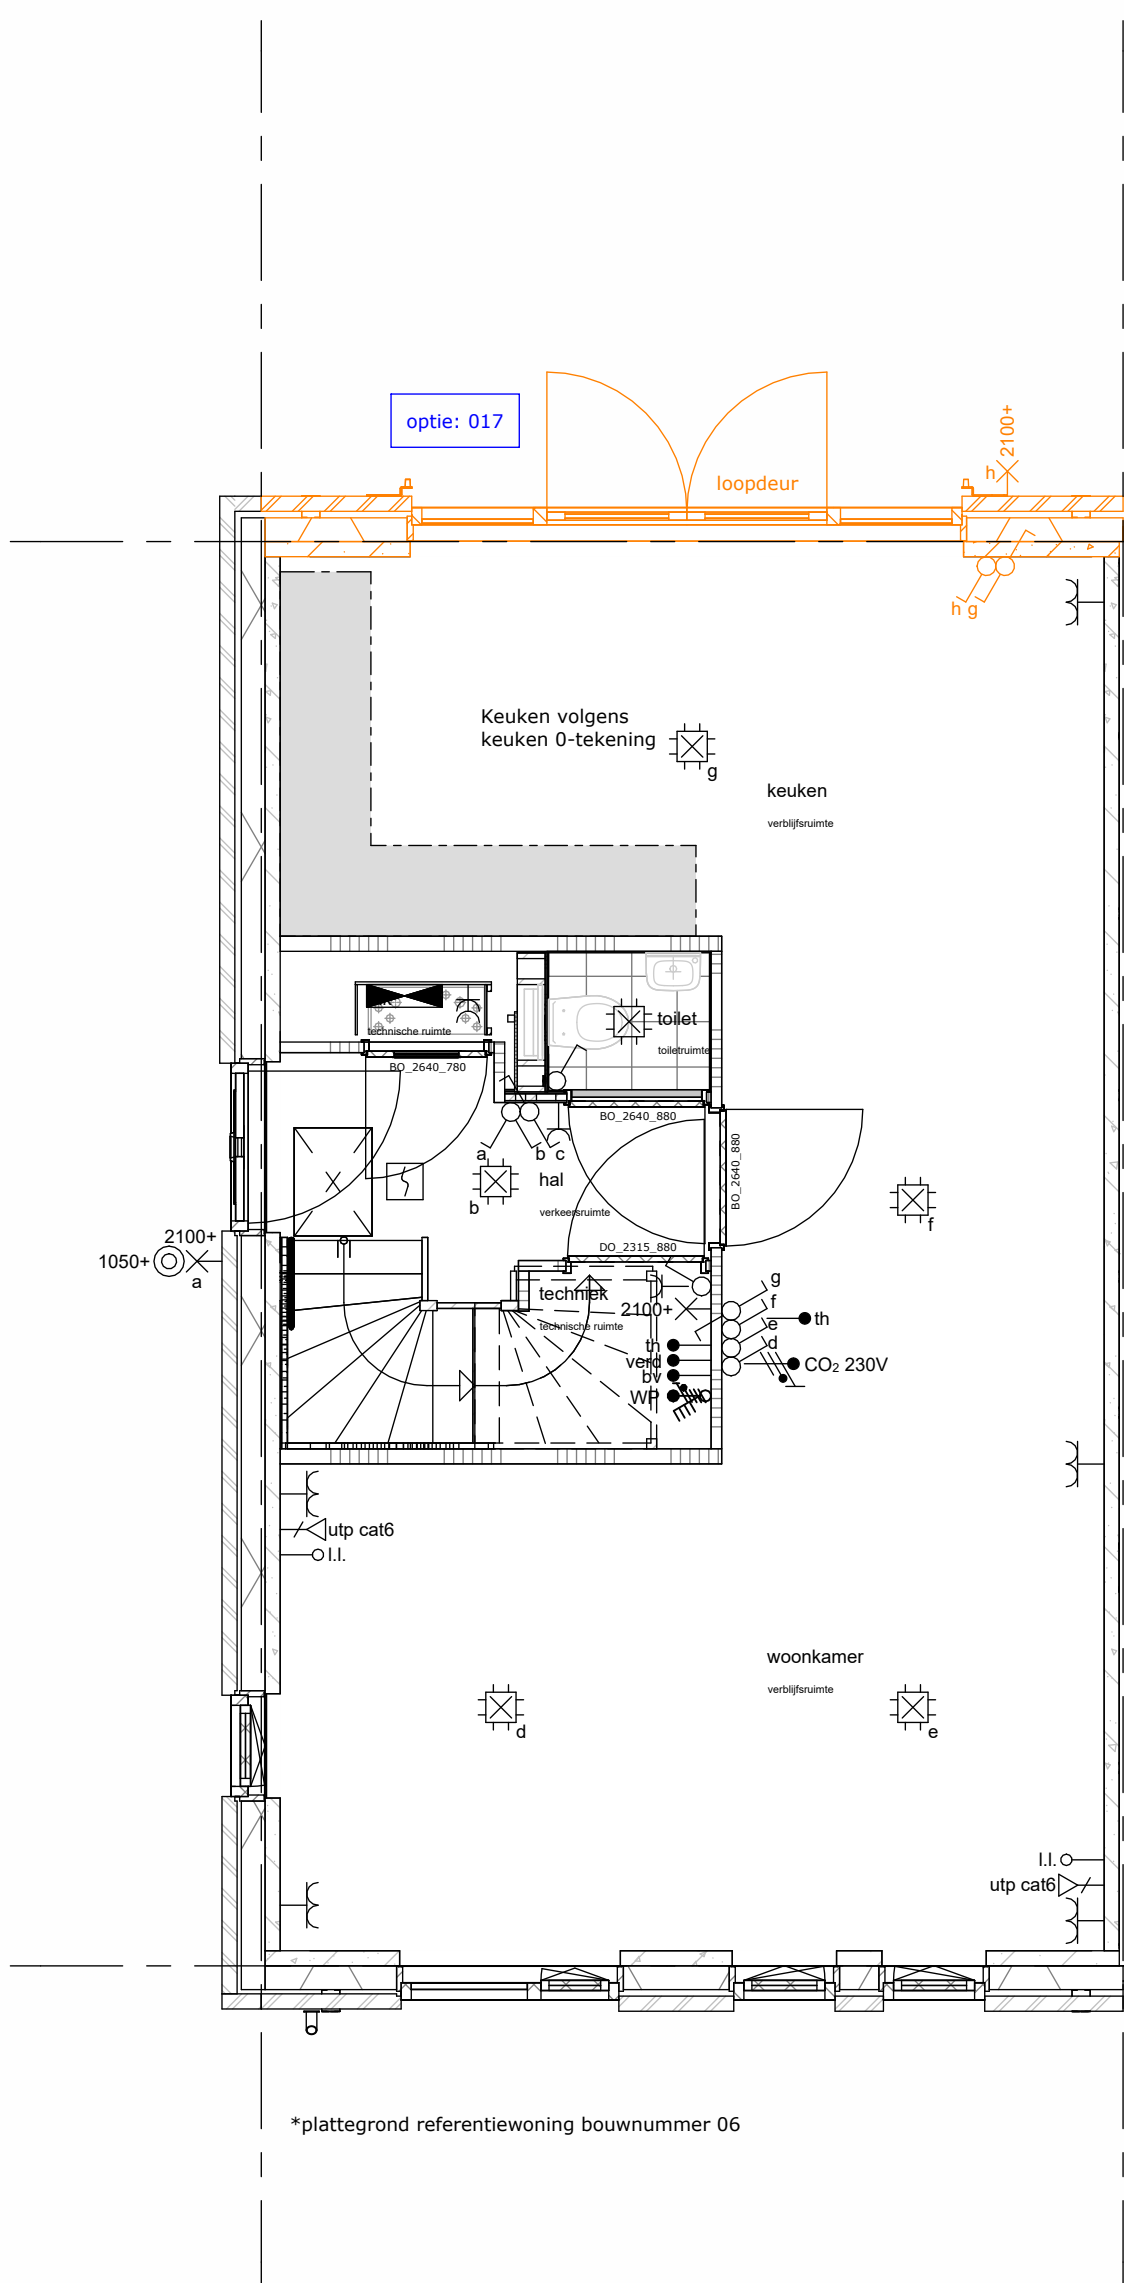 optie: 017
loopdeur
h
2100+
h g
Keuken volgens
keuken 0-tekening
g
keuken
verblijfsruimte
technische ruimte
BO_2640_780
toilet
toiletruimte
BO_2640_880
BO_2640_880
a
b
c
hal
b
verkeersruimte
f
2100+
1050+
a
DO_2315_880
techniek
2100+
technische ruimte
g
f
e
d
th
th
verd
bv
WP
CO₂ 230V
utp cat6
l.l.
woonkamer
verblijfsruimte
d
e
l.l.
utp cat6
*plattegrond referentiewoning bouwnummer 06